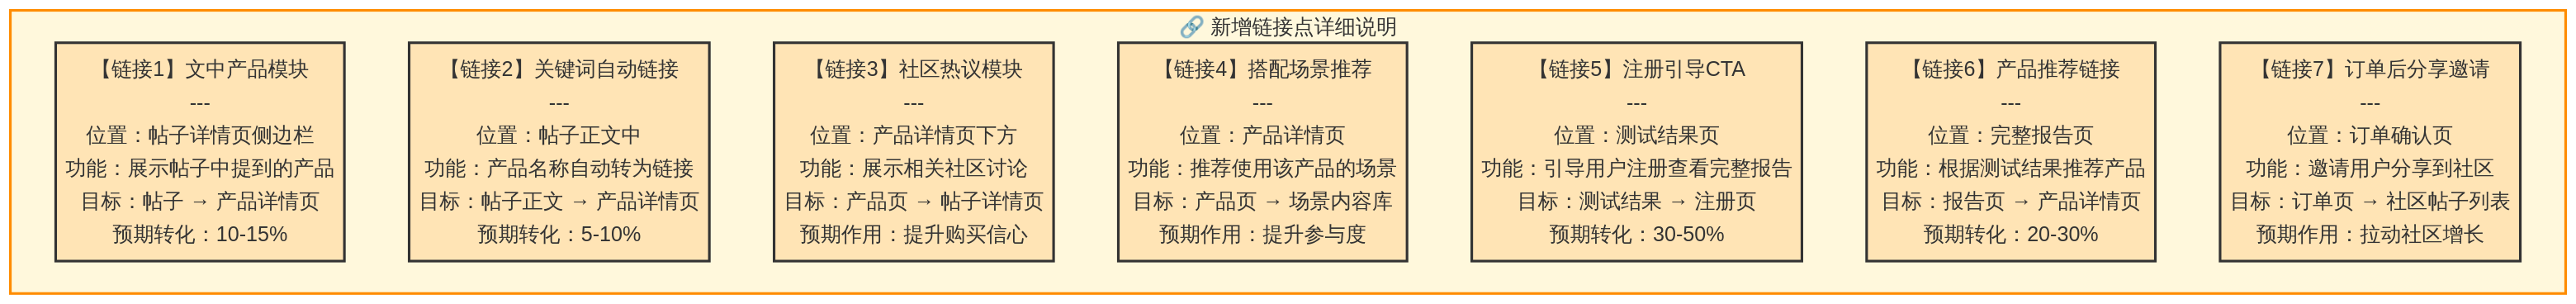 🔗 新增链接点详细说明
【链接1】文中产品模块
---
位置：帖子详情页侧边栏
功能：展示帖子中提到的产品
目标：帖子 → 产品详情页
预期转化：10-15%
【链接2】关键词自动链接
---
位置：帖子正文中
功能：产品名称自动转为链接
目标：帖子正文 → 产品详情页
预期转化：5-10%
【链接3】社区热议模块
---
位置：产品详情页下方
功能：展示相关社区讨论
目标：产品页 → 帖子详情页
预期作用：提升购买信心
【链接4】搭配场景推荐
---
位置：产品详情页
功能：推荐使用该产品的场景
目标：产品页 → 场景内容库
预期作用：提升参与度
【链接5】注册引导CTA
---
位置：测试结果页
功能：引导用户注册查看完整报告
目标：测试结果 → 注册页
预期转化：30-50%
【链接6】产品推荐链接
---
位置：完整报告页
功能：根据测试结果推荐产品
目标：报告页 → 产品详情页
预期转化：20-30%
【链接7】订单后分享邀请
---
位置：订单确认页
功能：邀请用户分享到社区
目标：订单页 → 社区帖子列表
预期作用：拉动社区增长